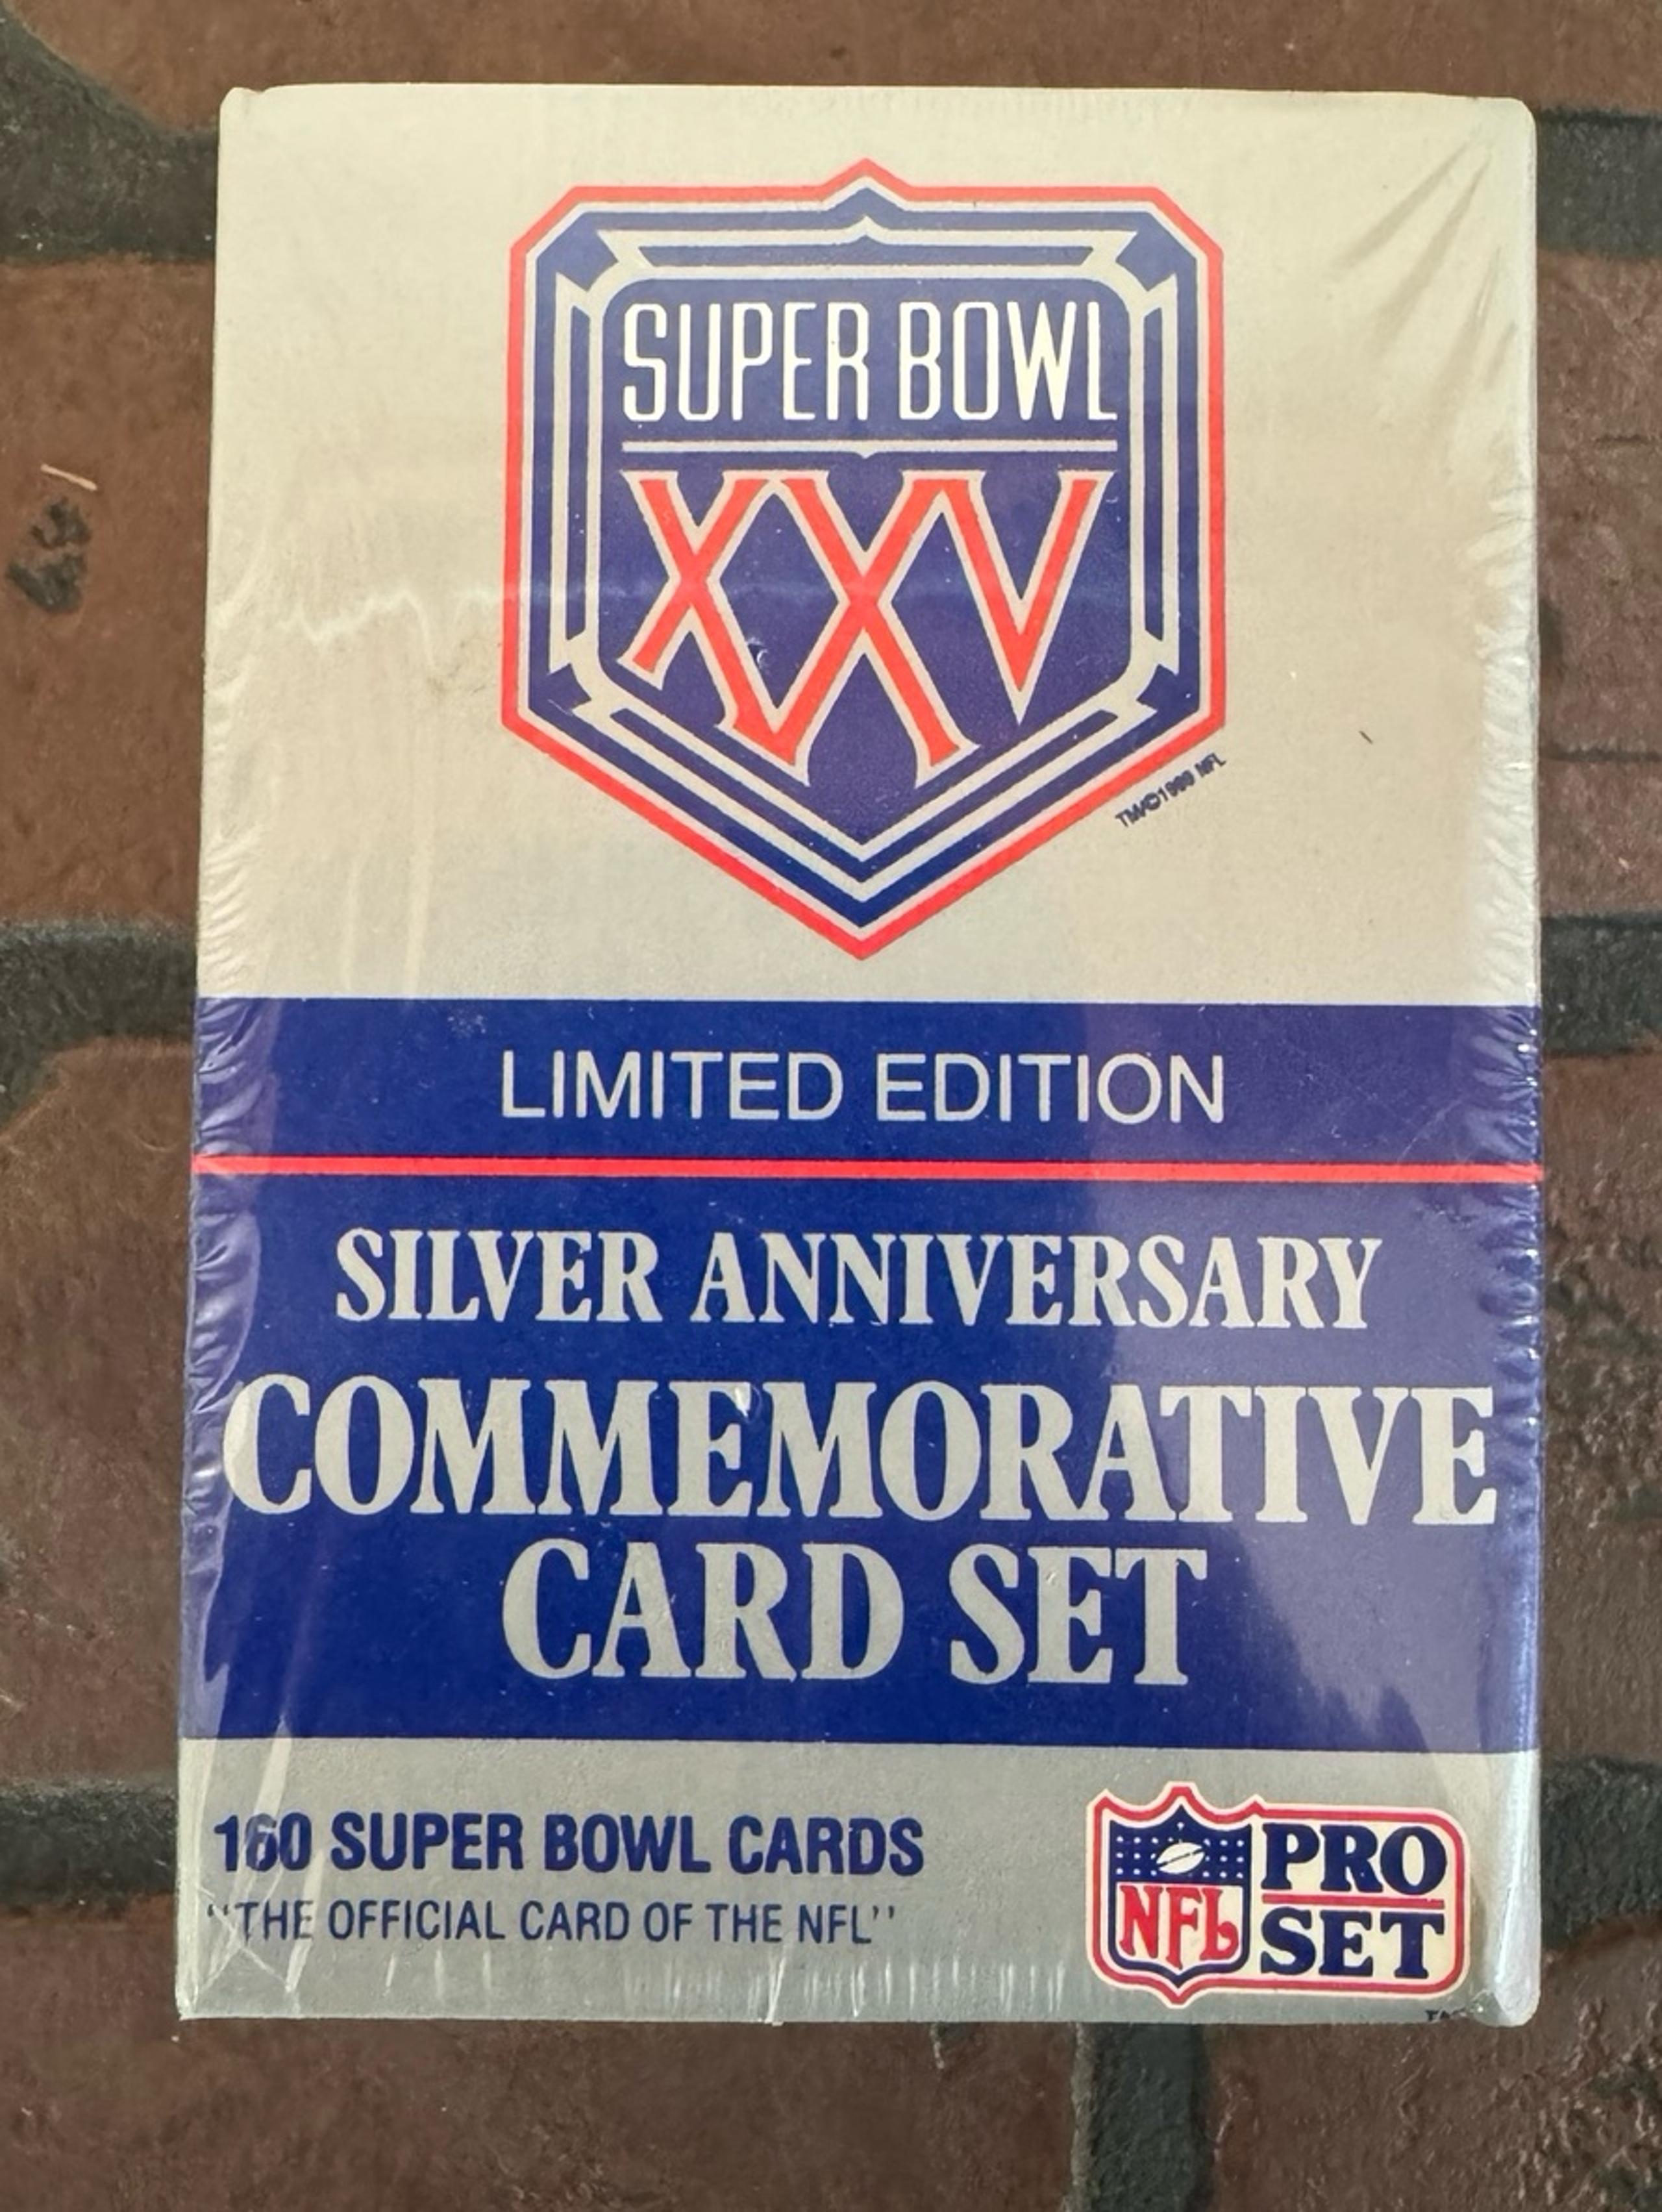 SUPER BOWL
XXV
LIMITED EDITION
SILVER ANNIVERSARY
COMMEMORATIVE
CARD SET
160 SUPER BOWL CARDS
"THE OFFICIAL CARD OF THE NFL"
NFL
PRO
SET